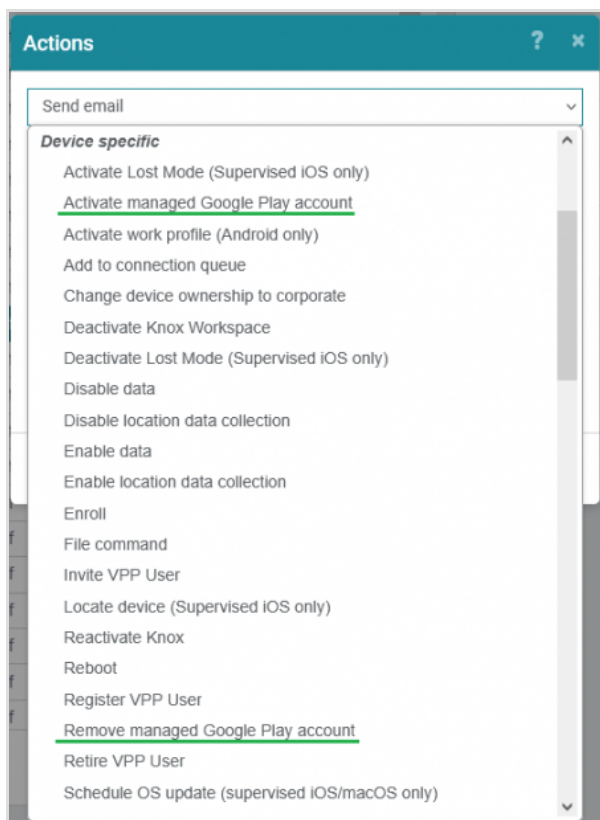 Actions ? ×
Send email
Device specific
Activate Lost Mode (Supervised iOS only)
Activate managed Google Play account
Activate work profile (Android only)
Add to connection queue
Change device ownership to corporate
Deactivate Knox Workspace
Deactivate Lost Mode (Supervised iOS only)
Disable data
Disable location data collection
Enable data
Enable location data collection
Enroll
File command
Invite VPP User
Locate device (Supervised iOS only)
Reactivate Knox
Reboot
Register VPP User
Remove managed Google Play account
Retire VPP User
Schedule OS update (supervised iOS/macOS only)